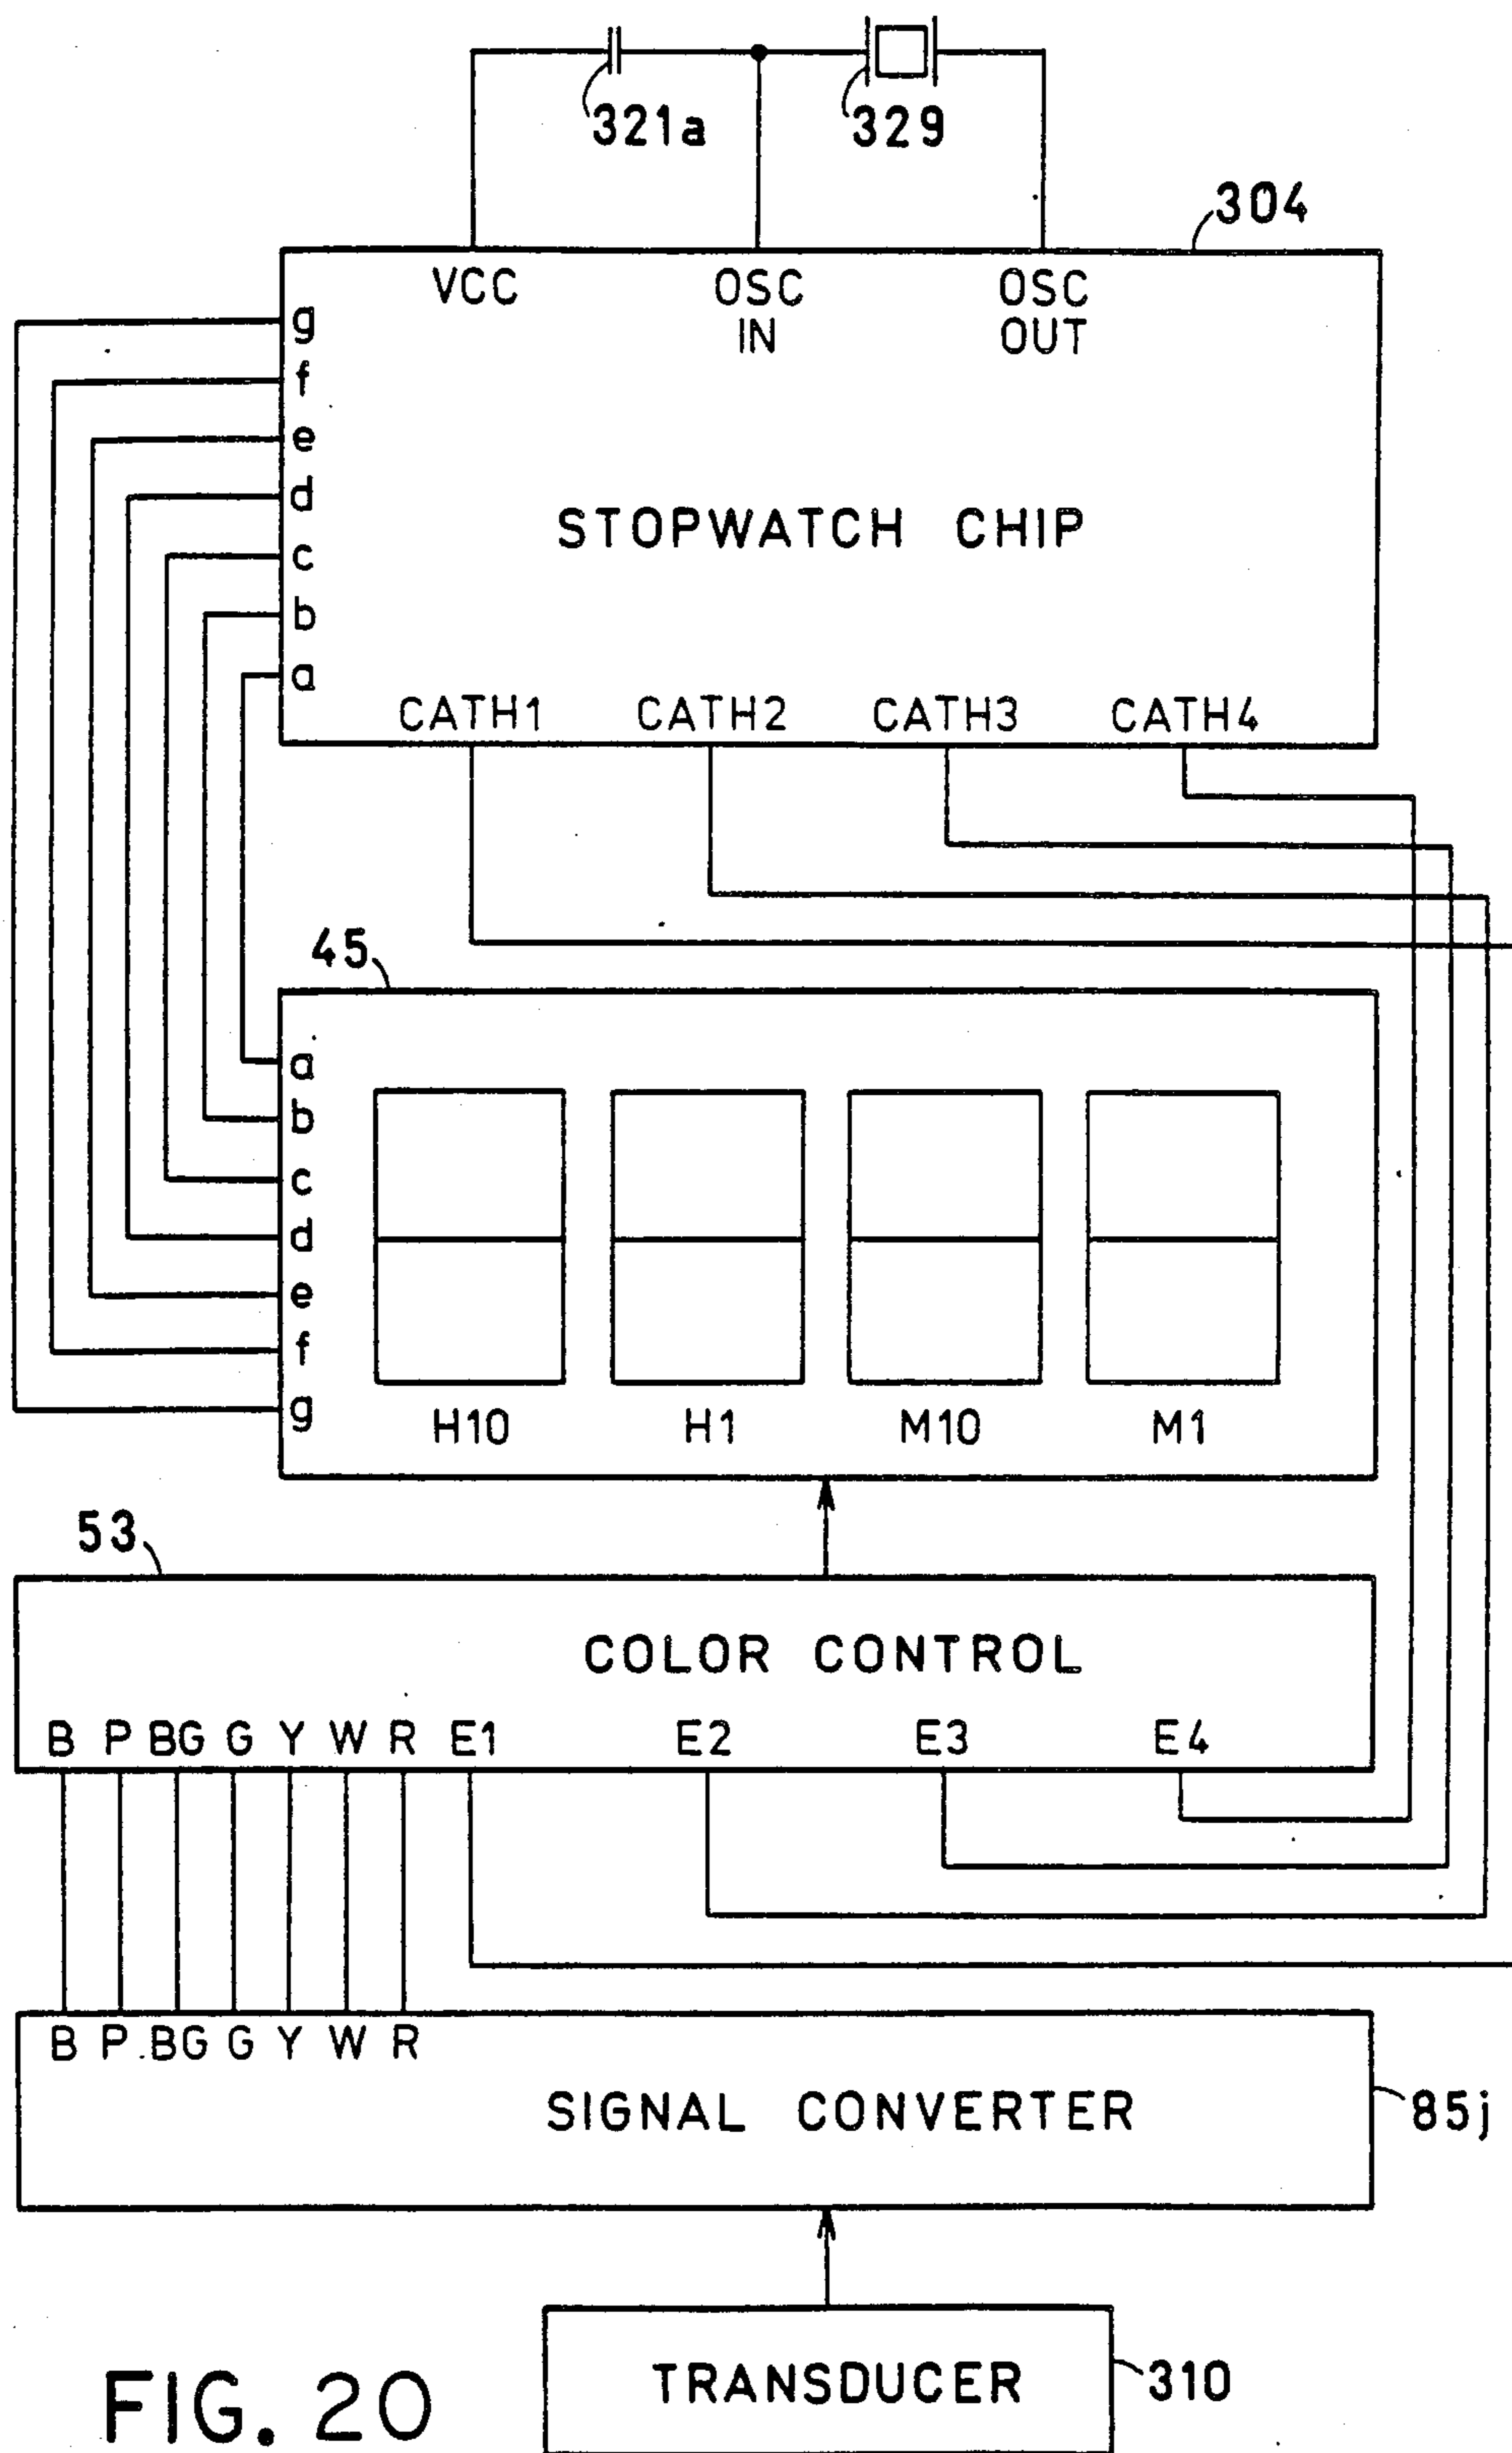 321a 329
304
VCC OSC IN OSC OUT
g
f
e
d
STOPWATCH CHIP
c
b
a
CATH1 CATH2 CATH3 CATH4
45
a
b
c
d
e
f
g
H10 H1 M10 M1
53
COLOR CONTROL
B P BG G Y W R E1 E2 E3 E4
B P BG G Y W R
SIGNAL CONVERTER
85j
TRANSDUCER
310
FIG. 20